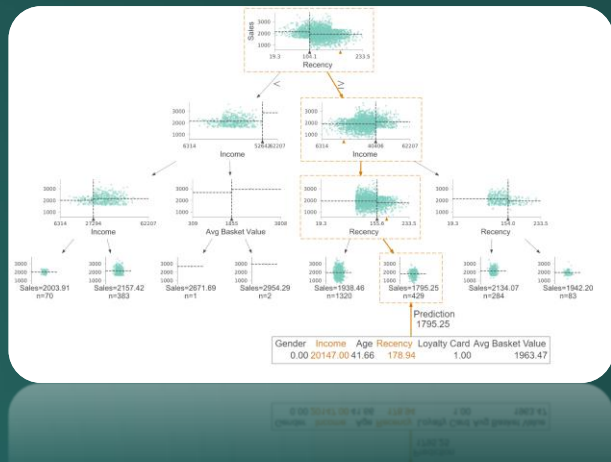 Sales
3000
2000
1000
19.3 104.1 233.5
Recency
< ≥
3000
2000
1000
6314 62207
Income
3000
2000
1000
6314 40808 62207
Income
3000
2000
1000
6314 27266 62207
Income
3000
2000
1000
309 1855 3808
Avg Basket Value
3000
2000
1000
19.3 155.6 233.5
Recency
3000
2000
1000
19.3 154.0 233.5
Recency
3000 3000 3000 3000 3000 3000 3000 3000
2000 2000 2000 2000 2000 2000 2000 2000
1000 1000 1000 1000 1000 1000 1000 1000
Sales=2003.91 Sales=2157.42 Sales=2671.69 Sales=2954.29 Sales=1938.46 Sales=1795.25 Sales=2134.07 Sales=1942.20
n=70 n=383 n=1 n=2 n=1320 n=429 n=284 n=83
Prediction
1795.25
Gender Income Age Recency Loyalty Card Avg Basket Value
0.00 20147.00 41.66 178.94 1.00 1963.47